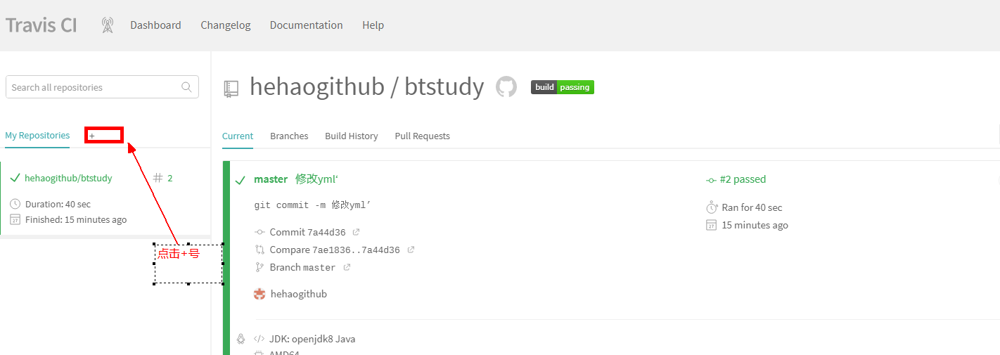 Travis CI
Dashboard
Changelog
Documentation
Help
Search all repositories
My Repositories
+
hehaogithub/btstudy
# 2
Duration: 40 sec
Finished: 15 minutes ago
点击+号
hehaogithub / btstudy
build passing
Current
Branches
Build History
Pull Requests
master 修改yml‘
git commit -m 修改yml’
Commit 7a44d36
Compare 7ae1836..7a44d36
Branch master
hehaogithub
#2 passed
Ran for 40 sec
15 minutes ago
JDK: openjdk8 Java
AMD64